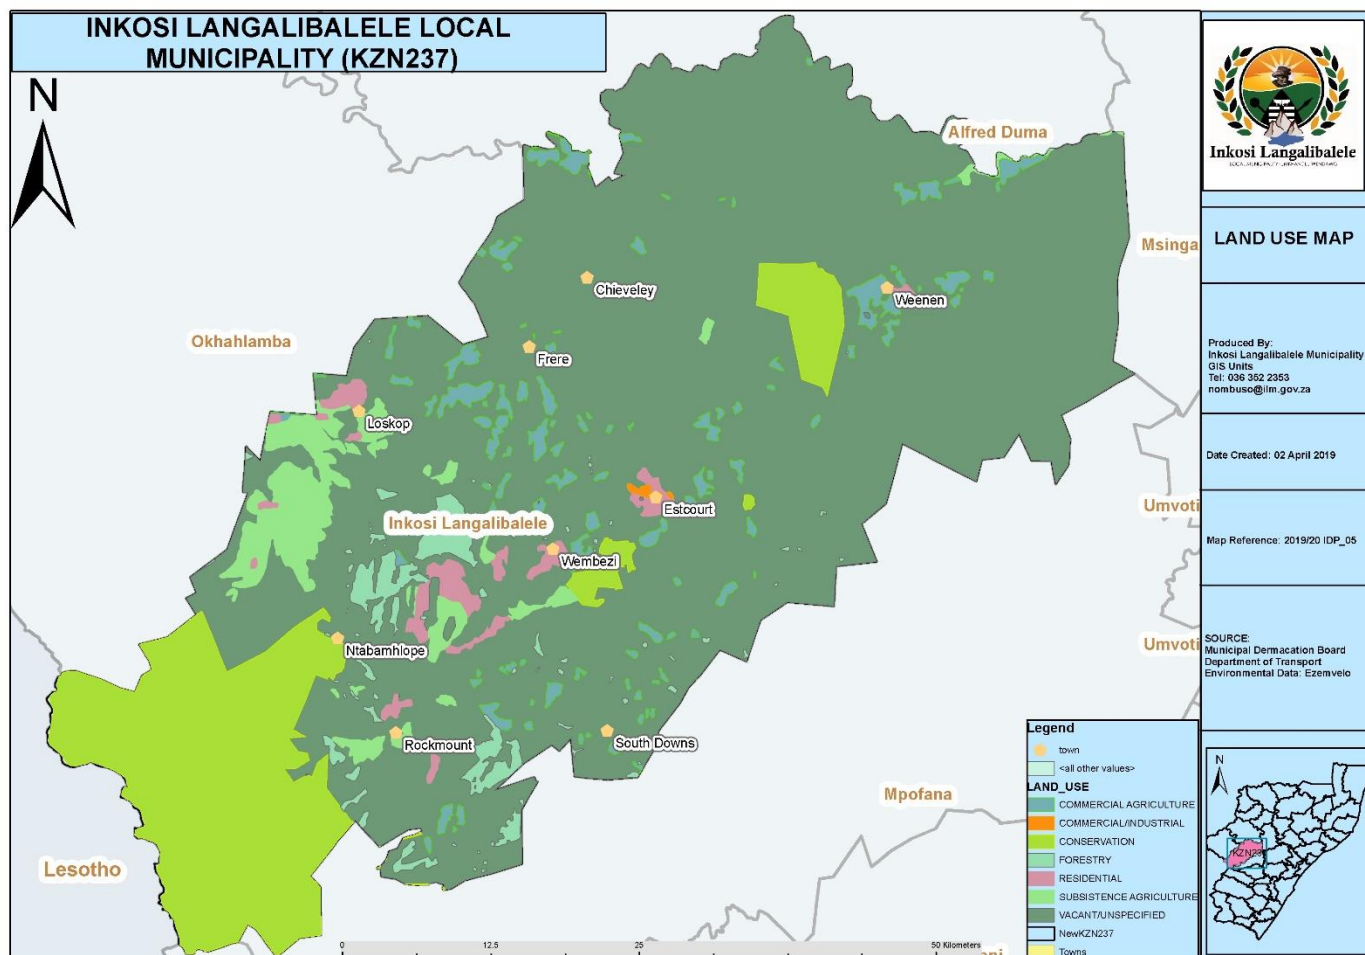 INKOSI LANGALIBALELE LOCAL
MUNICIPALITY (KZN237)
N
Alfred Duma
Msinga
Chieveley
Weenen
Okhahlamba
Frere
Loskop
Estcourt
Inkosi Langalibalele
Wembezi
Umvoti
Ntabamhlope
Umvoti
Rockmount
South Downs
Mpofana
Lesotho
0
12.5
25
50 Kilometers
Legend
town
<all other values>
LAND_USE
COMMERCIAL AGRICULTURE
COMMERCIAL/INDUSTRIAL
CONSERVATION
FORESTRY
RESIDENTIAL
SUBSISTENCE AGRICULTURE
VACANT/UNSPECIFIED
NewKZN237
Towns
Inkosi Langalibalele
LAND USE MAP
Produced By:
Inkosi Langalibalele Municipality
GIS Units
Tel: 036 352 2353
nombuso@ilm.gov.za
Date Created: 02 April 2019
Map Reference: 2019/20 IDP_05
SOURCE:
Municipal Dermacation Board
Department of Transport
Environmental Data: Ezemvelo
N